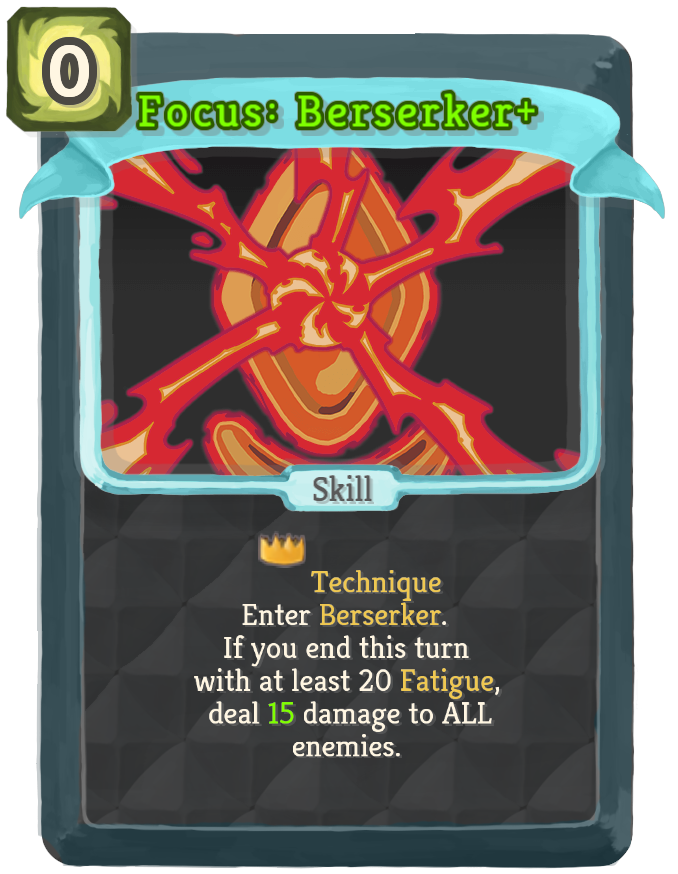 0
Focus: Berserker+
Skill
Technique
Enter Berserker.
If you end this turn
with at least 20 Fatigue,
deal 15 damage to ALL
enemies.